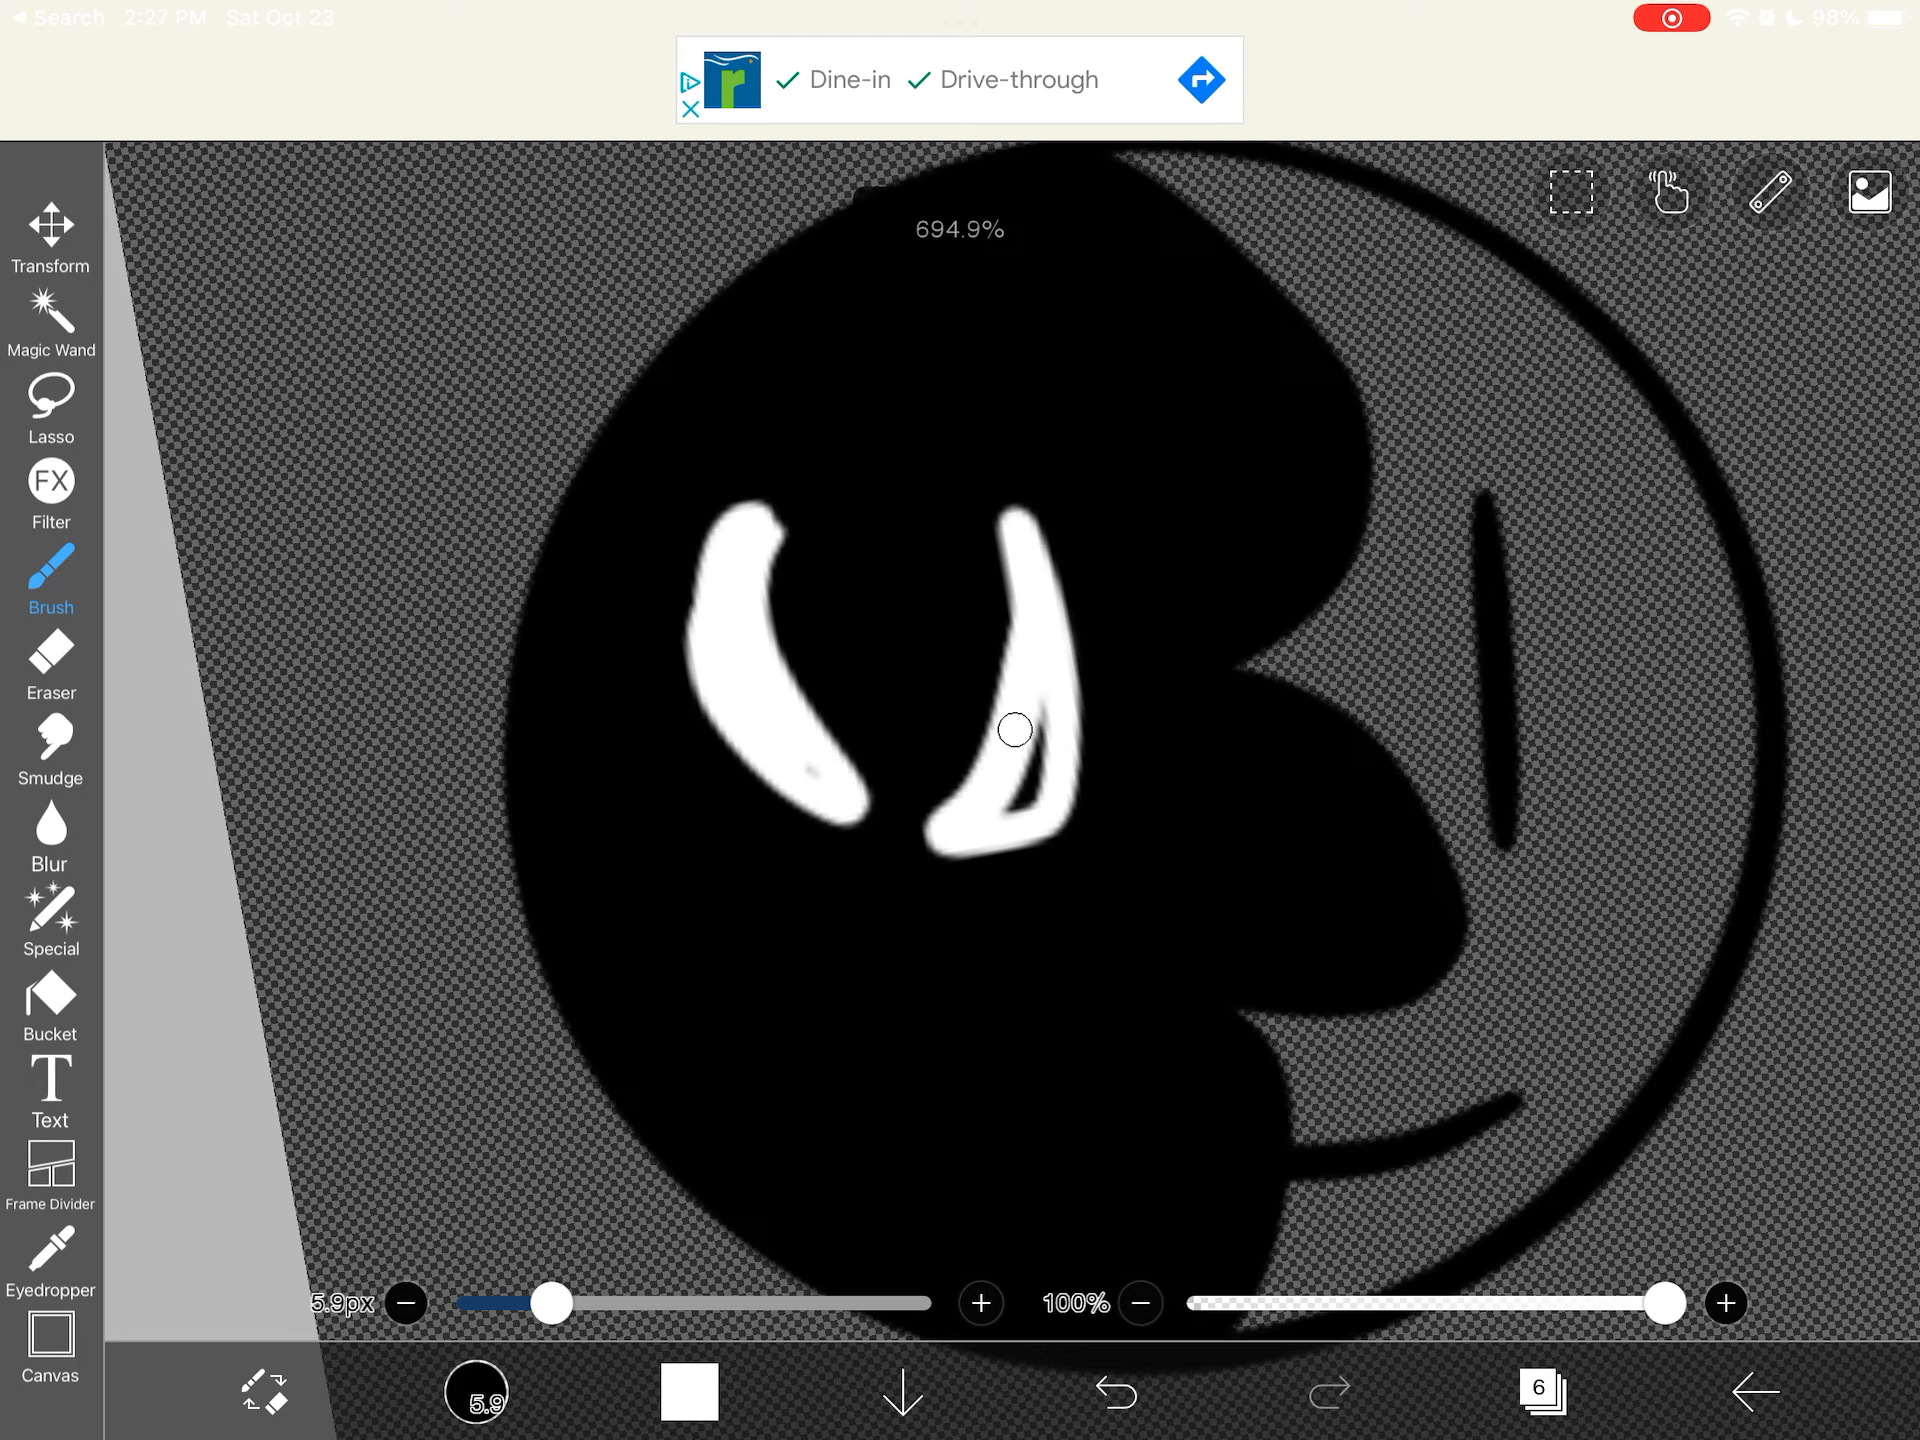 Search 2:27 PM Sat Oct 23 98%
r Dine-in Drive-through
694.9%
Transform
Magic Wand
Lasso
FX
Filter
Brush
Eraser
Smudge
Blur
Special
Bucket
T
Text
Frame Divider
Eyedropper
Canvas
5.9px 100%
5.9 6